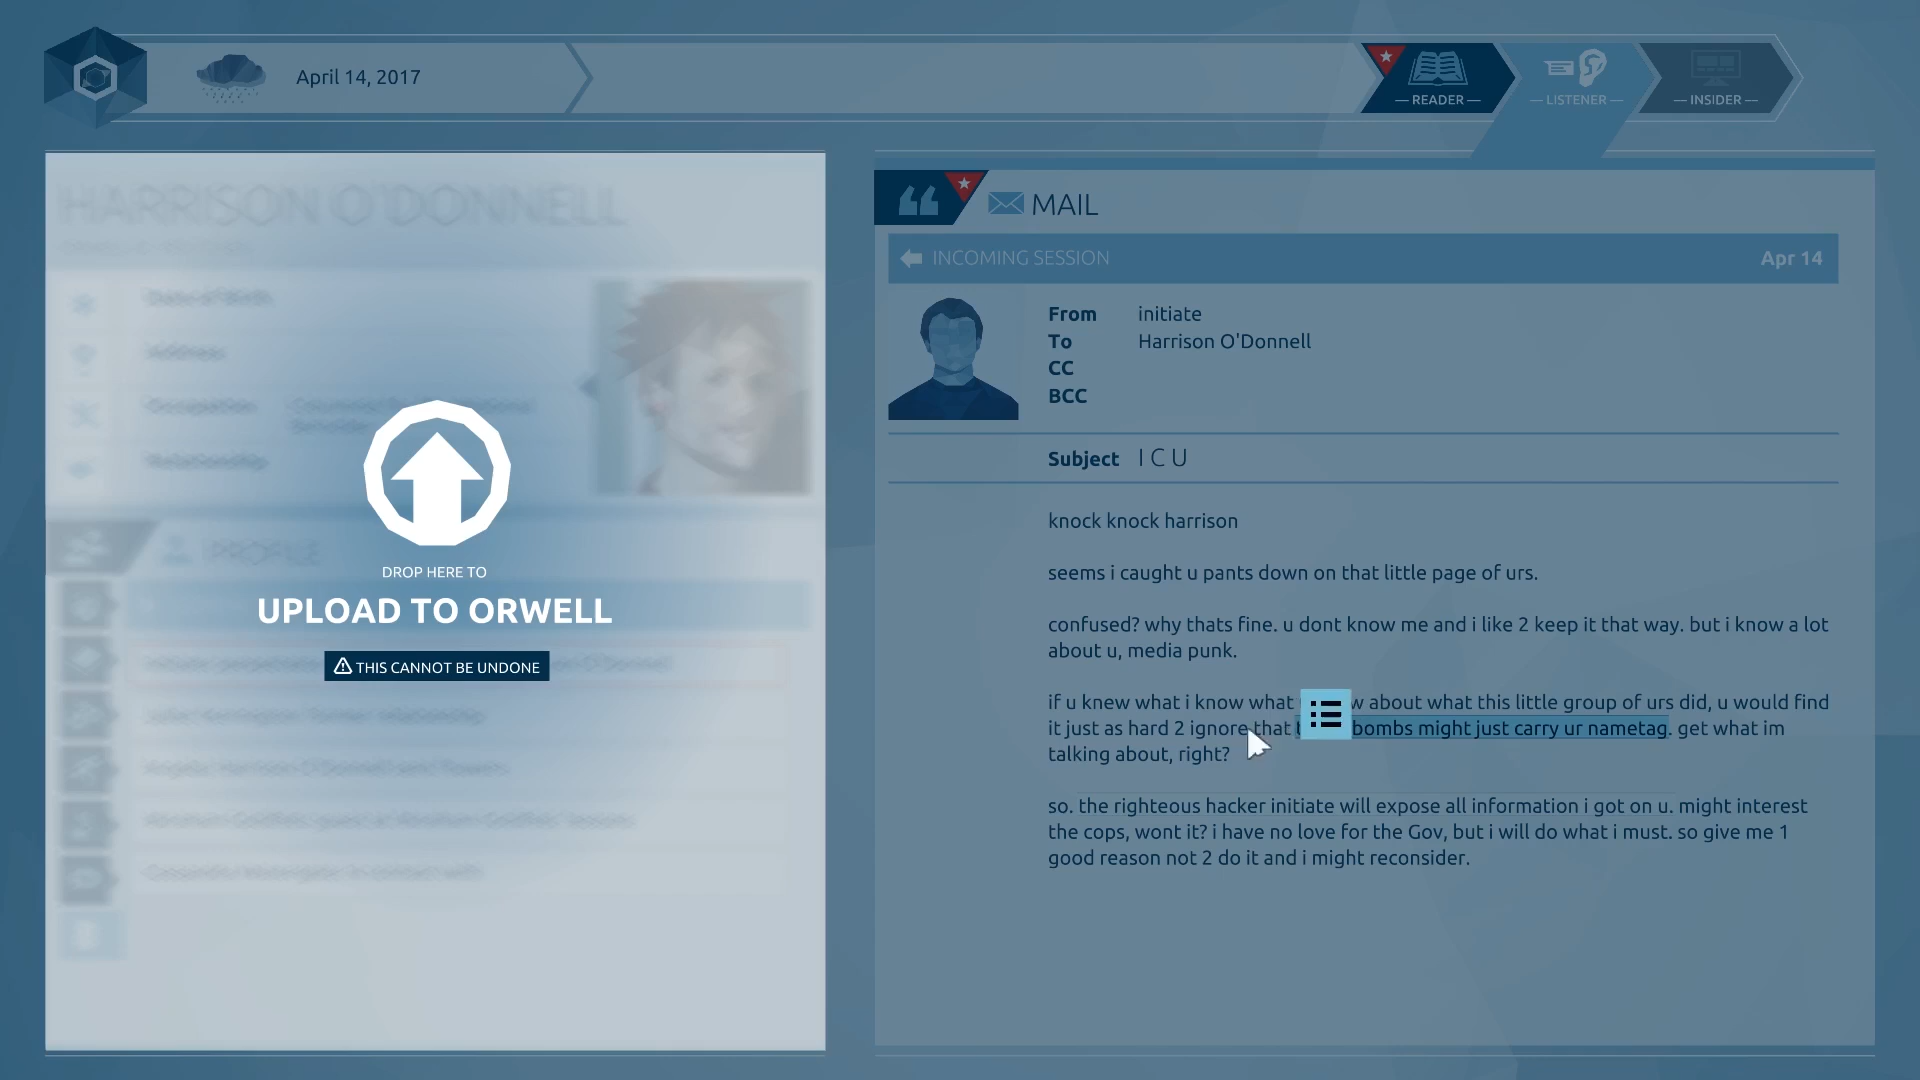 April 14, 2017
— READER —
— LISTENER —
— INSIDER —
HARRISON O'DONNELL
Occupation
Relationship
PROFILE
DROP HERE TO
UPLOAD TO ORWELL
THIS CANNOT BE UNDONE
MAIL
INCOMING SESSION
Apr 14
From initiate
To Harrison O'Donnell
CC
BCC
Subject I C U
knock knock harrison
seems i caught u pants down on that little page of urs.
confused? why thats fine. u dont know me and i like 2 keep it that way. but i know a lot
about u, media punk.
if u knew what i know what about what this little group of urs did, u would find
it just as hard 2 ignore that bombs might just carry ur nametag. get what im
talking about, right?
so. the righteous hacker initiate will expose all information i got on u. might interest
the cops, wont it? i have no love for the Gov, but i will do what i must. so give me 1
good reason not 2 do it and i might reconsider.